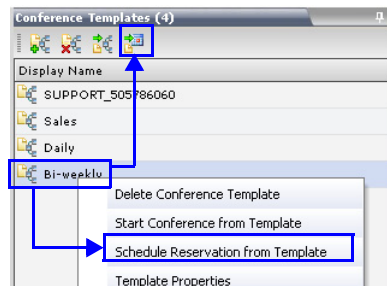 Conference Templates (4)
Display Name
SUPPORT_505786060
Sales
Daily
Bi-weekly
Delete Conference Template
Start Conference from Template
Schedule Reservation from Template
Template Properties